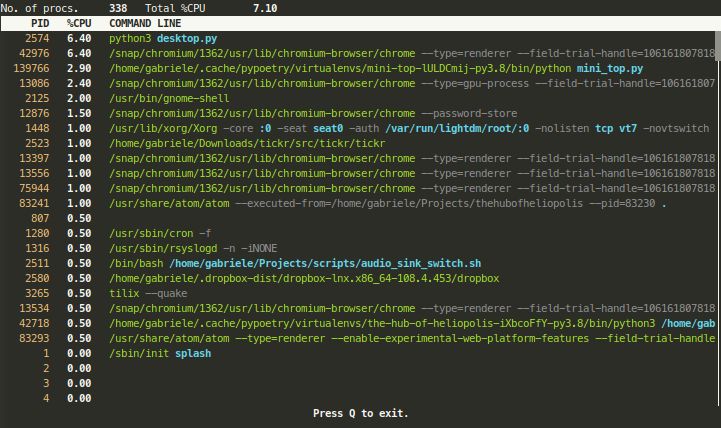 No. of procs. 338 Total %CPU 7.10
PID %CPU COMMAND LINE
2574 6.40 python3 desktop.py
42976 6.40 /snap/chromium/1362/usr/lib/chromium-browser/chrome --type=renderer --field-trial-handle=106161807818
139766 2.90 /home/gabriele/.cache/pypoetry/virtualenvs/mini-top-lULDCmij-py3.8/bin/python mini_top.py
13086 2.40 /snap/chromium/1362/usr/lib/chromium-browser/chrome --type=gpu-process --field-trial-handle=106161807
2125 2.00 /usr/bin/gnome-shell
12876 1.50 /snap/chromium/1362/usr/lib/chromium-browser/chrome --password-store
1448 1.00 /usr/lib/xorg/Xorg -core :0 -seat seat0 -auth /var/run/lightdm/root/:0 -nolisten tcp vt7 -novtswitch
2523 1.00 /home/gabriele/Downloads/tickr/src/tickr/tickr
13397 1.00 /snap/chromium/1362/usr/lib/chromium-browser/chrome --type=renderer --field-trial-handle=106161807818
13556 1.00 /snap/chromium/1362/usr/lib/chromium-browser/chrome --type=renderer --field-trial-handle=106161807818
75944 1.00 /snap/chromium/1362/usr/lib/chromium-browser/chrome --type=renderer --field-trial-handle=106161807818
83241 1.00 /usr/share/atom/atom --executed-from=/home/gabriele/Projects/thehubofheliopolis --pid=83230 .
807 0.50
1280 0.50 /usr/sbin/cron -f
1316 0.50 /usr/sbin/rsyslogd -n -iNONE
2511 0.50 /bin/bash /home/gabriele/Projects/scripts/audio_sink_switch.sh
2580 0.50 /home/gabriele/.dropbox-dist/dropbox-lnx.x86_64-108.4.453/dropbox
3265 0.50 tilix --quake
13534 0.50 /snap/chromium/1362/usr/lib/chromium-browser/chrome --type=renderer --field-trial-handle=106161807818
42718 0.50 /home/gabriele/.cache/pypoetry/virtualenvs/the-hub-of-heliopolis-iXbcoFfY-py3.8/bin/python3 /home/gab
83293 0.50 /usr/share/atom/atom --type=renderer --enable-experimental-web-platform-features --field-trial-handle
1 0.00 /sbin/init splash
2 0.00
3 0.00
4 0.00
Press Q to exit.